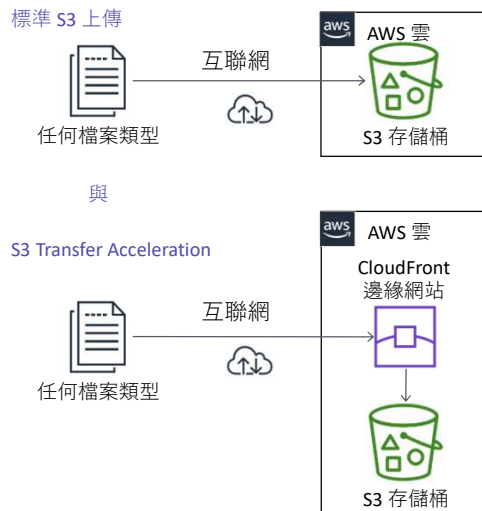 標準 S3 上傳
aws
AWS 雲
互聯網
任何檔案類型
S3 存儲桶
與
S3 Transfer Acceleration
aws
AWS 雲
CloudFront
邊緣網站
互聯網
任何檔案類型
S3 存儲桶